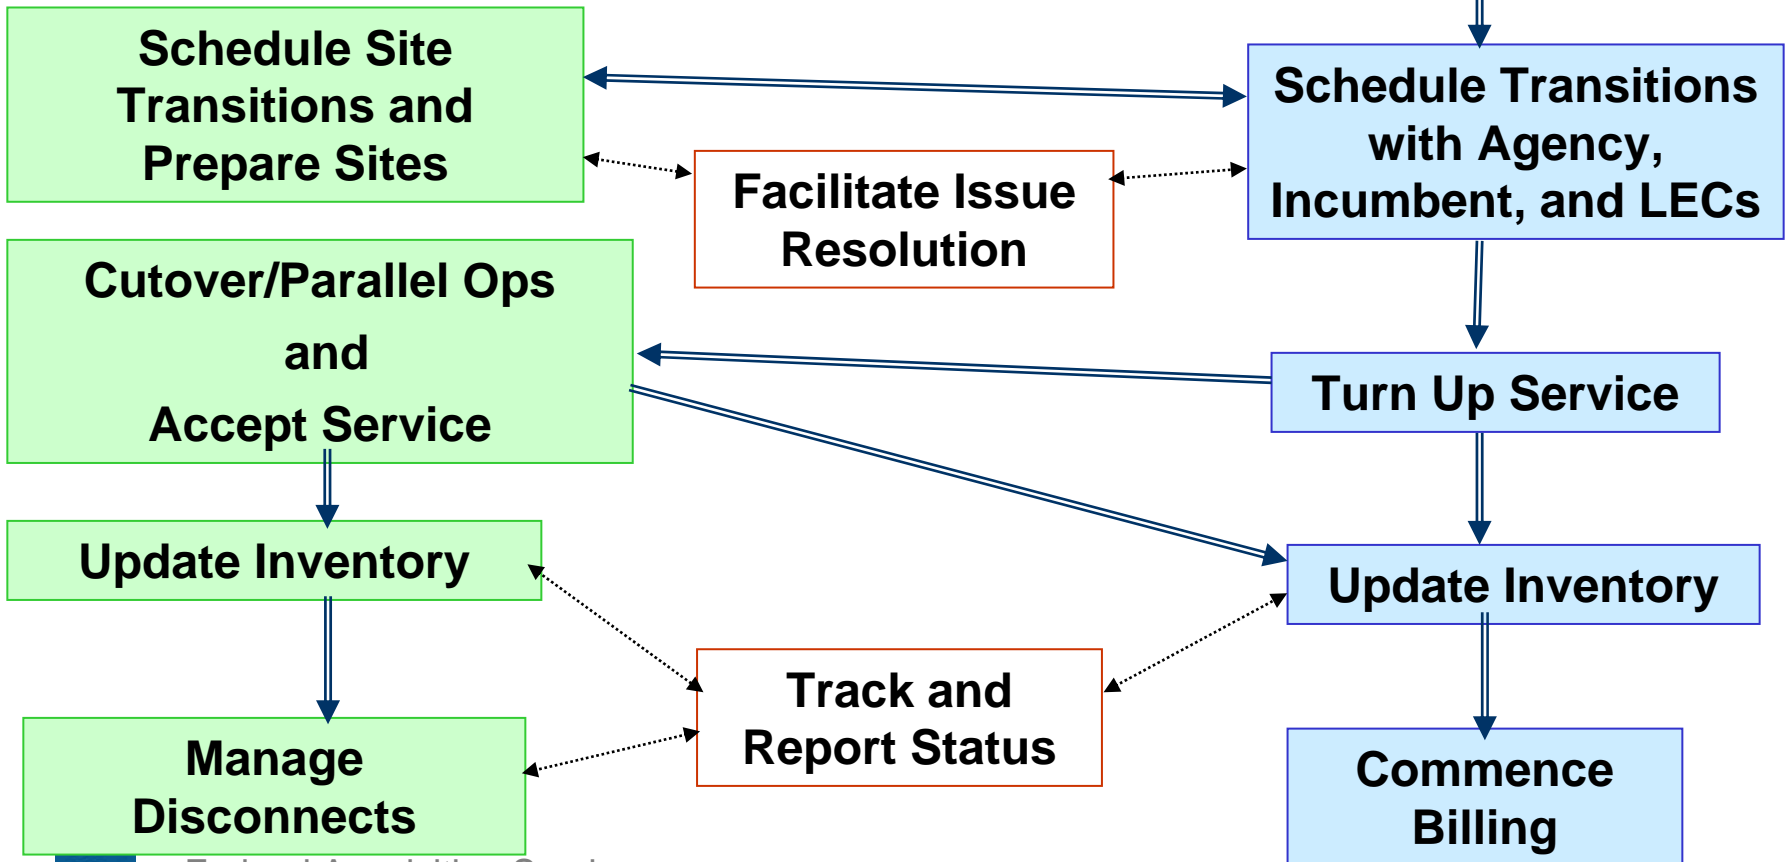 Schedule Site
Transitions and
Prepare Sites
Schedule Transitions
with Agency,
Incumbent, and LECs
Facilitate Issue
Resolution
Cutover/Parallel Ops
and
Accept Service
Turn Up Service
Update Inventory
Update Inventory
Track and
Report Status
Manage
Disconnects
Commence
Billing